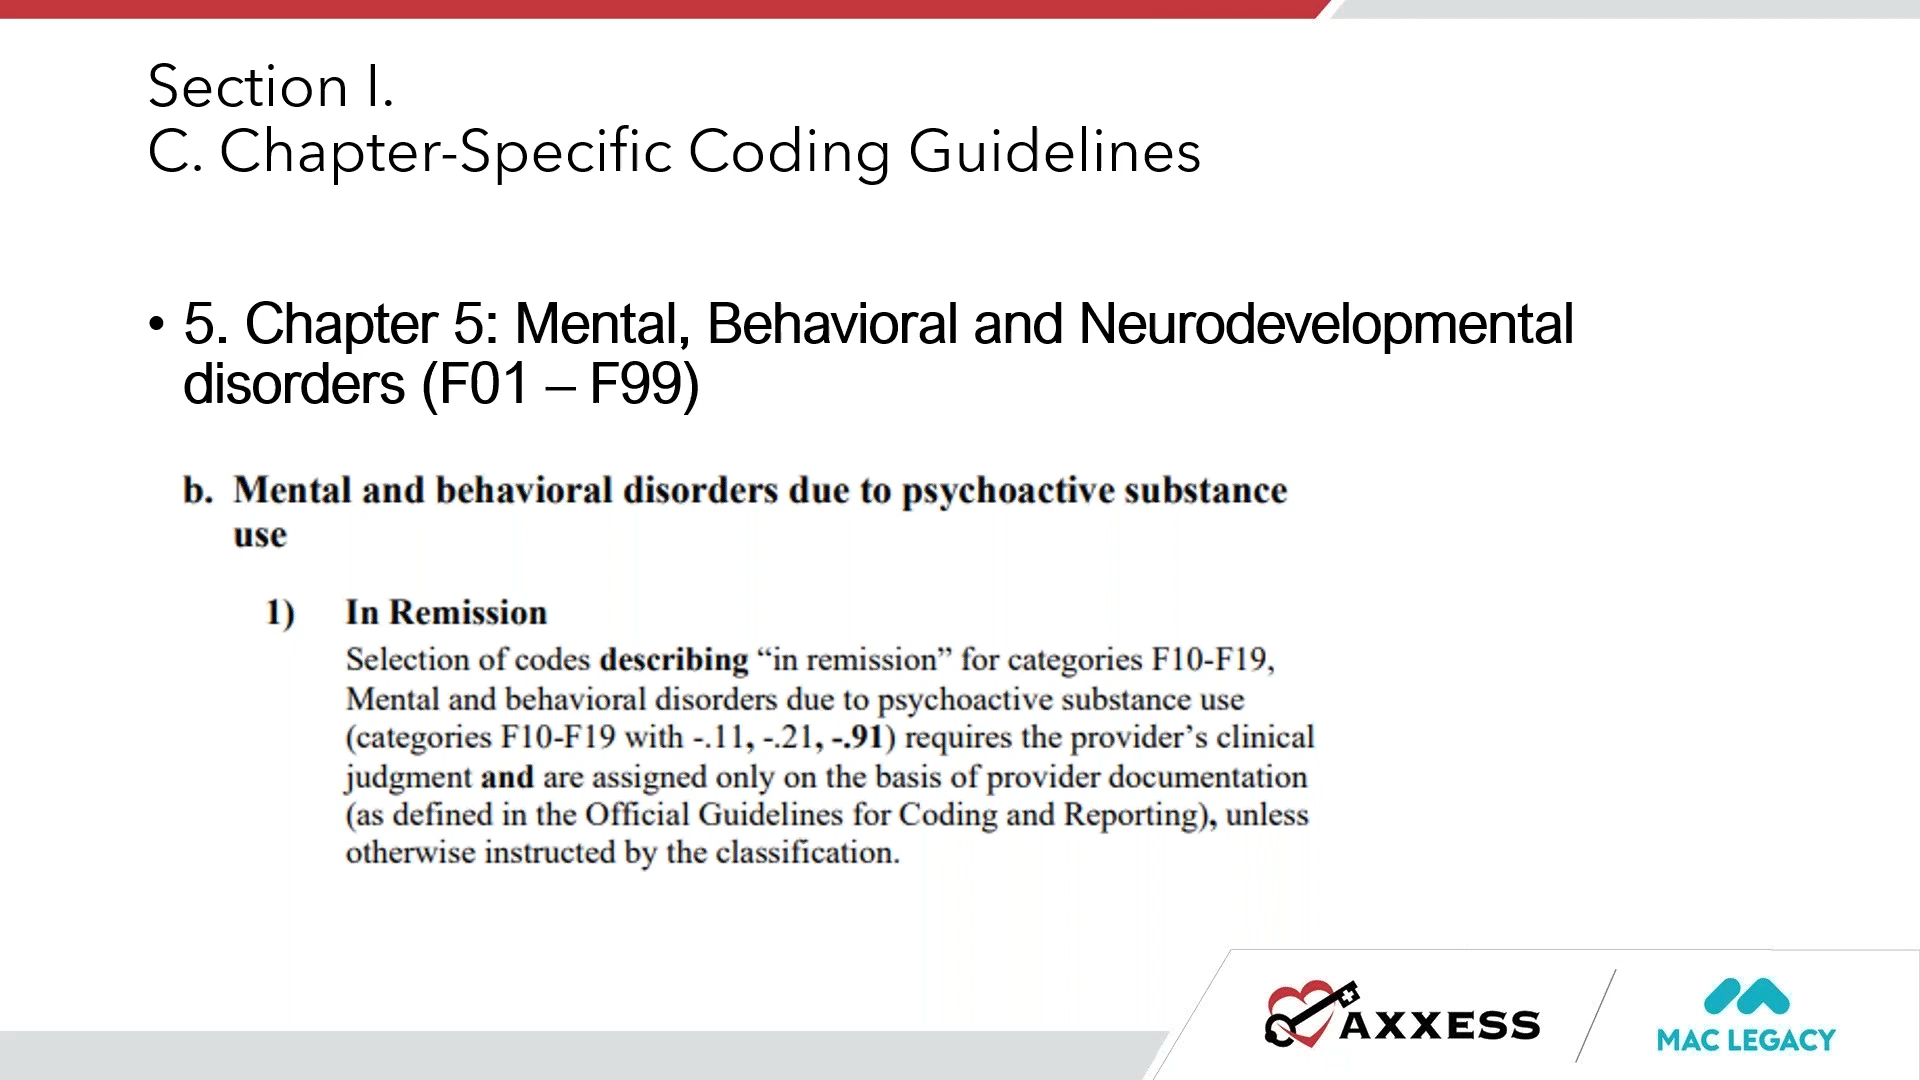 Section I.
C. Chapter-Specific Coding Guidelines
• 5. Chapter 5: Mental, Behavioral and Neurodevelopmental
disorders (F01 – F99)
b. Mental and behavioral disorders due to psychoactive substance
use
1) In Remission
Selection of codes describing “in remission” for categories F10-F19,
Mental and behavioral disorders due to psychoactive substance use
(categories F10-F19 with -.11, -.21, -.91) requires the provider’s clinical
judgment and are assigned only on the basis of provider documentation
(as defined in the Official Guidelines for Coding and Reporting), unless
otherwise instructed by the classification.
AXXESS
MAC LEGACY